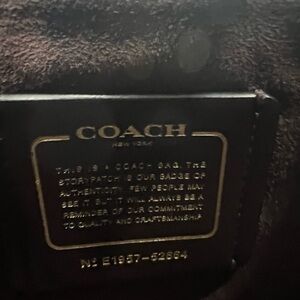 COACH
NEW YORK
THIS IS A COACH BAG. THE
STORYPATCH IS OUR BADGE OF
AUTHENTICITY. FEW PEOPLE MAY
SEE IT BUT IT WILL ALWAYS BE A
REMINDER OF OUR COMMITMENT
TO QUALITY AND CRAFTSMANSHIP.
Nº E1957-52664